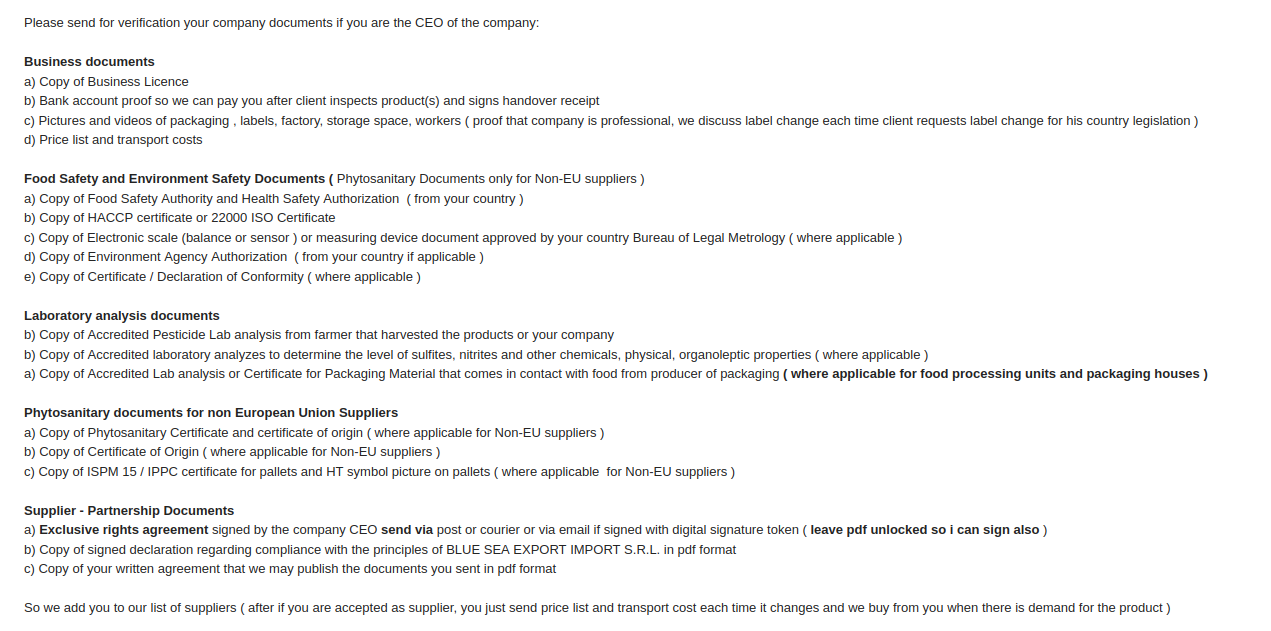 Please send for verification your company documents if you are the CEO of the company:
Business documents
a) Copy of Business Licence
b) Bank account proof so we can pay you after client inspects product(s) and signs handover receipt
c) Pictures and videos of packaging , labels, factory, storage space, workers ( proof that company is professional, we discuss label change each time client requests label change for his country legislation )
d) Price list and transport costs
Food Safety and Environment Safety Documents ( Phytosanitary Documents only for Non-EU suppliers )
a) Copy of Food Safety Authority and Health Safety Authorization  ( from your country )
b) Copy of HACCP certificate or 22000 ISO Certificate
c) Copy of Electronic scale (balance or sensor ) or measuring device document approved by your country Bureau of Legal Metrology ( where applicable )
d) Copy of Environment Agency Authorization  ( from your country if applicable )
e) Copy of Certificate / Declaration of Conformity ( where applicable )
Laboratory analysis documents
b) Copy of Accredited Pesticide Lab analysis from farmer that harvested the products or your company
b) Copy of Accredited laboratory analyzes to determine the level of sulfites, nitrites and other chemicals, physical, organoleptic properties ( where applicable )
a) Copy of Accredited Lab analysis or Certificate for Packaging Material that comes in contact with food from producer of packaging ( where applicable for food processing units and packaging houses )
Phytosanitary documents for non European Union Suppliers
a) Copy of Phytosanitary Certificate and certificate of origin ( where applicable for Non-EU suppliers )
b) Copy of Certificate of Origin ( where applicable for Non-EU suppliers )
c) Copy of ISPM 15 / IPPC certificate for pallets and HT symbol picture on pallets ( where applicable  for Non-EU suppliers )
Supplier - Partnership Documents
a) Exclusive rights agreement signed by the company CEO send via post or courier or via email if signed with digital signature token ( leave pdf unlocked so i can sign also )
b) Copy of signed declaration regarding compliance with the principles of BLUE SEA EXPORT IMPORT S.R.L. in pdf format
c) Copy of your written agreement that we may publish the documents you sent in pdf format
So we add you to our list of suppliers ( after if you are accepted as supplier, you just send price list and transport cost each time it changes and we buy from you when there is demand for the product )